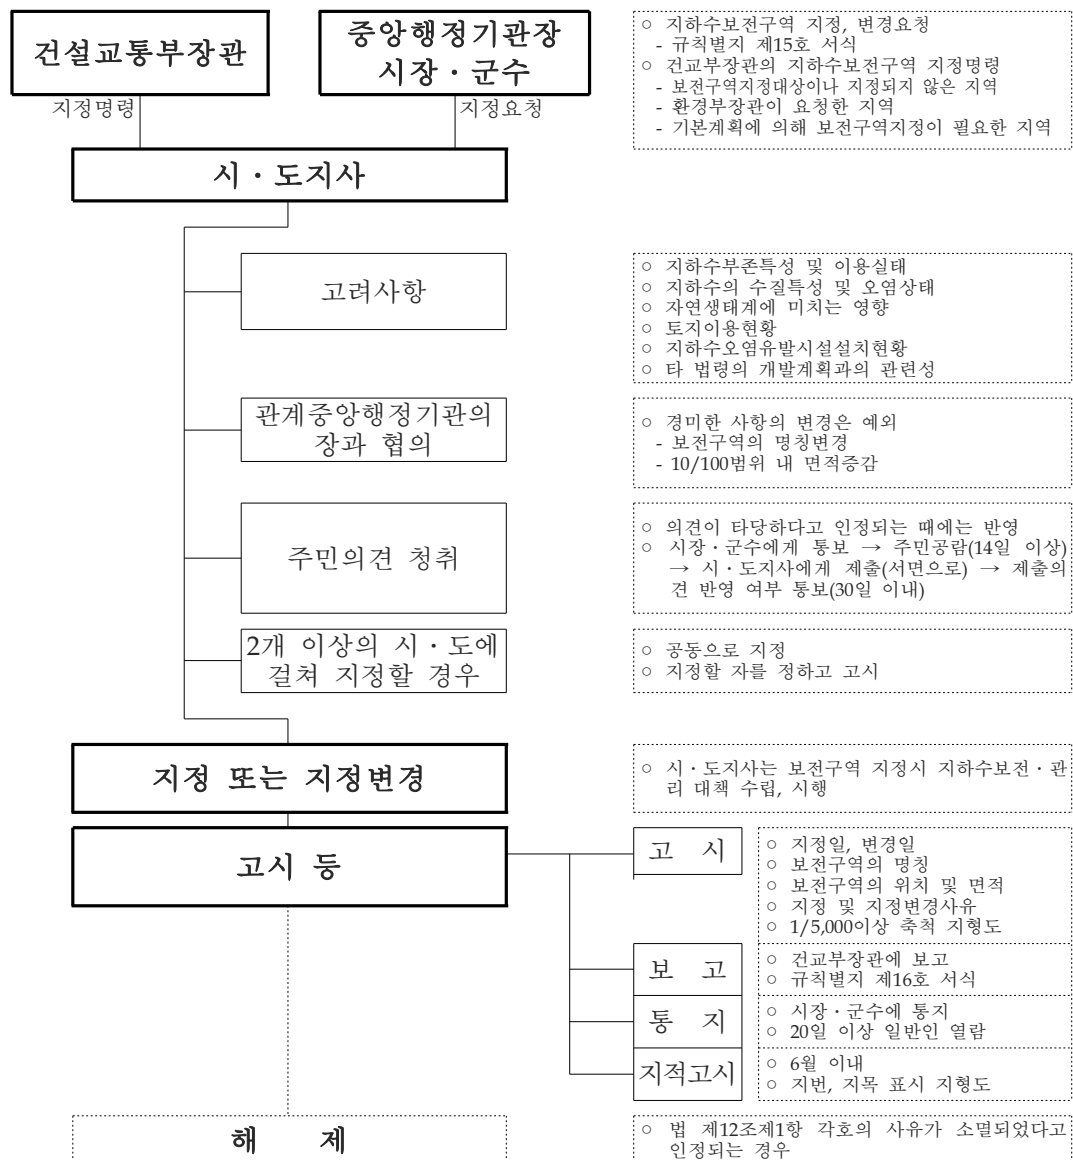 건설교통부장관
중앙행정기관장
시장・군수
지정명령
지정요청
○ 지하수보전구역 지정, 변경요청
- 규칙별지 제15호 서식
○ 건교부장관의 지하수보전구역 지정명령
- 보전구역지정대상이나 지정되지 않은 지역
- 환경부장관이 요청한 지역
- 기본계획에 의해 보전구역지정이 필요한 지역
시・도지사
고려사항
○ 지하수부존특성 및 이용실태
○ 지하수의 수질특성 및 오염상태
○ 자연생태계에 미치는 영향
○ 토지이용현황
○ 지하수오염유발시설설치현황
○ 타 법령의 개발계획과의 관련성
관계중앙행정기관의
장과 협의
○ 경미한 사항의 변경은 예외
- 보전구역의 명칭변경
- 10/100범위 내 면적증감
주민의견 청취
○ 의견이 타당하다고 인정되는 때에는 반영
○ 시장・군수에게 통보 → 주민공람(14일 이상)
→ 시・도지사에게 제출(서면으로) → 제출의
견 반영 여부 통보(30일 이내)
2개 이상의 시・도에
걸쳐 지정할 경우
○ 공동으로 지정
○ 지정할 자를 정하고 고시
지정 또는 지정변경
○ 시・도지사는 보전구역 지정시 지하수보전・관
리 대책 수립, 시행
고시 등
고 시
○ 지정일, 변경일
○ 보전구역의 명칭
○ 보전구역의 위치 및 면적
○ 지정 및 지정변경사유
○ 1/5,000이상 축척 지형도
보 고
○ 건교부장관에 보고
○ 규칙별지 제16호 서식
통 지
○ 시장・군수에 통지
○ 20일 이상 일반인 열람
지적고시
○ 6월 이내
○ 지번, 지목 표시 지형도
해 제
○ 법 제12조제1항 각호의 사유가 소멸되었다고
인정되는 경우